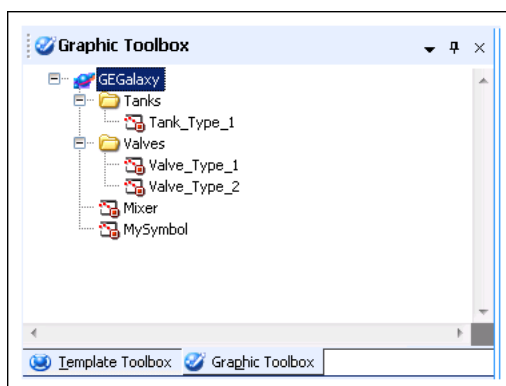 Graphic Toolbox
GEGalaxy
Tanks
Tank_Type_1
Valves
Valve_Type_1
Valve_Type_2
Mixer
MySymbol
Template Toolbox Graphic Toolbox